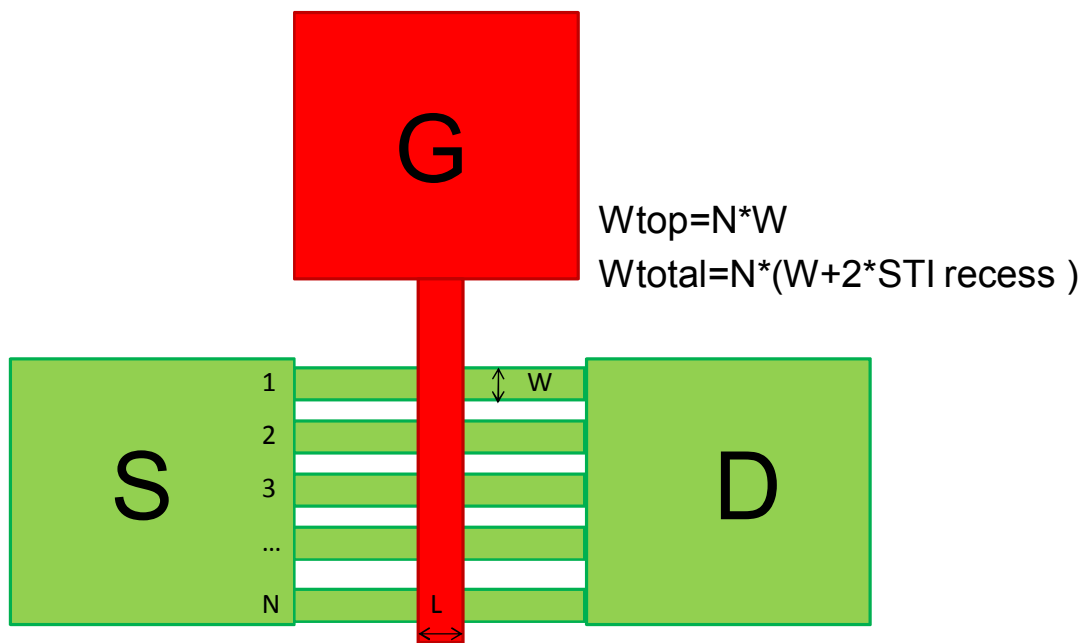 G
Wtop=N*W
Wtotal=N*(W+2*STI recess )
1
W
2
S
3
D
...
N
L